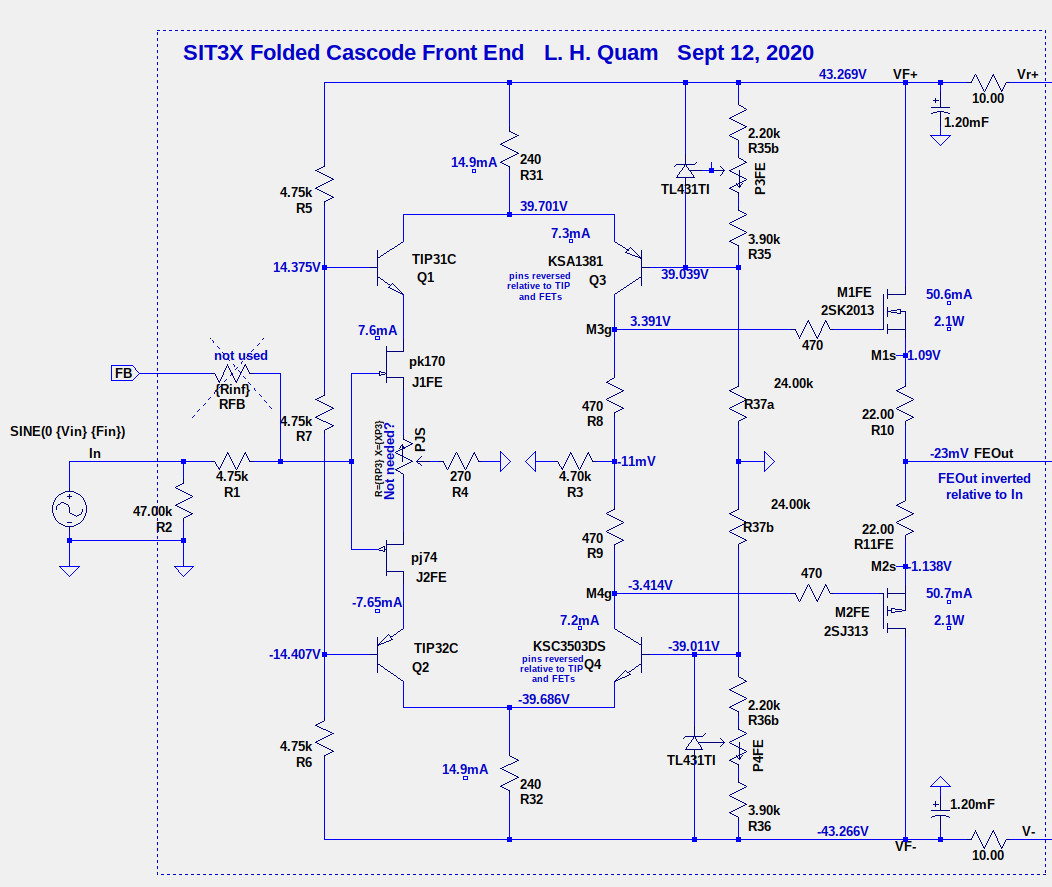 SIT3X Folded Cascode Front End L. H. Quam Sept 12, 2020
43.269V VF+ Vr+
10.00
1.20mF
2.20k
R35b
14.9mA
240
R31
TL431TI
P3FE
4.75k
R5
39.701V
3.90k
R35
7.3mA
TIP31C
Q1
KSA1381
Q3
14.375V
39.039V
pins reversed
relative to TIP
and FETs
M1FE
2SK2013
50.6mA
2.1W
7.6mA
M3g 3.391V
470
not used
pk170
J1FE
M1s 1.09V
FB
{Rinf}
RFB
24.00k
R37a
470
R8
22.00
R10
4.75k
R7
SINE(0 {Vin} {Fin})
In
R={RP3} X={XP3}
Not needed?
PJS
-11mV
-23mV FEOut
4.75k
R1
270
R4
4.70k
R3
FEOut inverted
relative to In
47.00k
R2
24.00k
R37b
470
R9
22.00
R11FE
pj74
J2FE
M2s -1.138V
-7.65mA
M4g -3.414V
470
50.7mA
2.1W
M2FE
2SJ313
7.2mA
-14.407V
TIP32C
Q2
KSC3503DS
Q4
-39.011V
pins reversed
relative to TIP
and FETs
-39.686V
2.20k
R36b
4.75k
R6
TL431TI
P4FE
14.9mA
240
R32
3.90k
R36
1.20mF
-43.266V
VF- V-
10.00